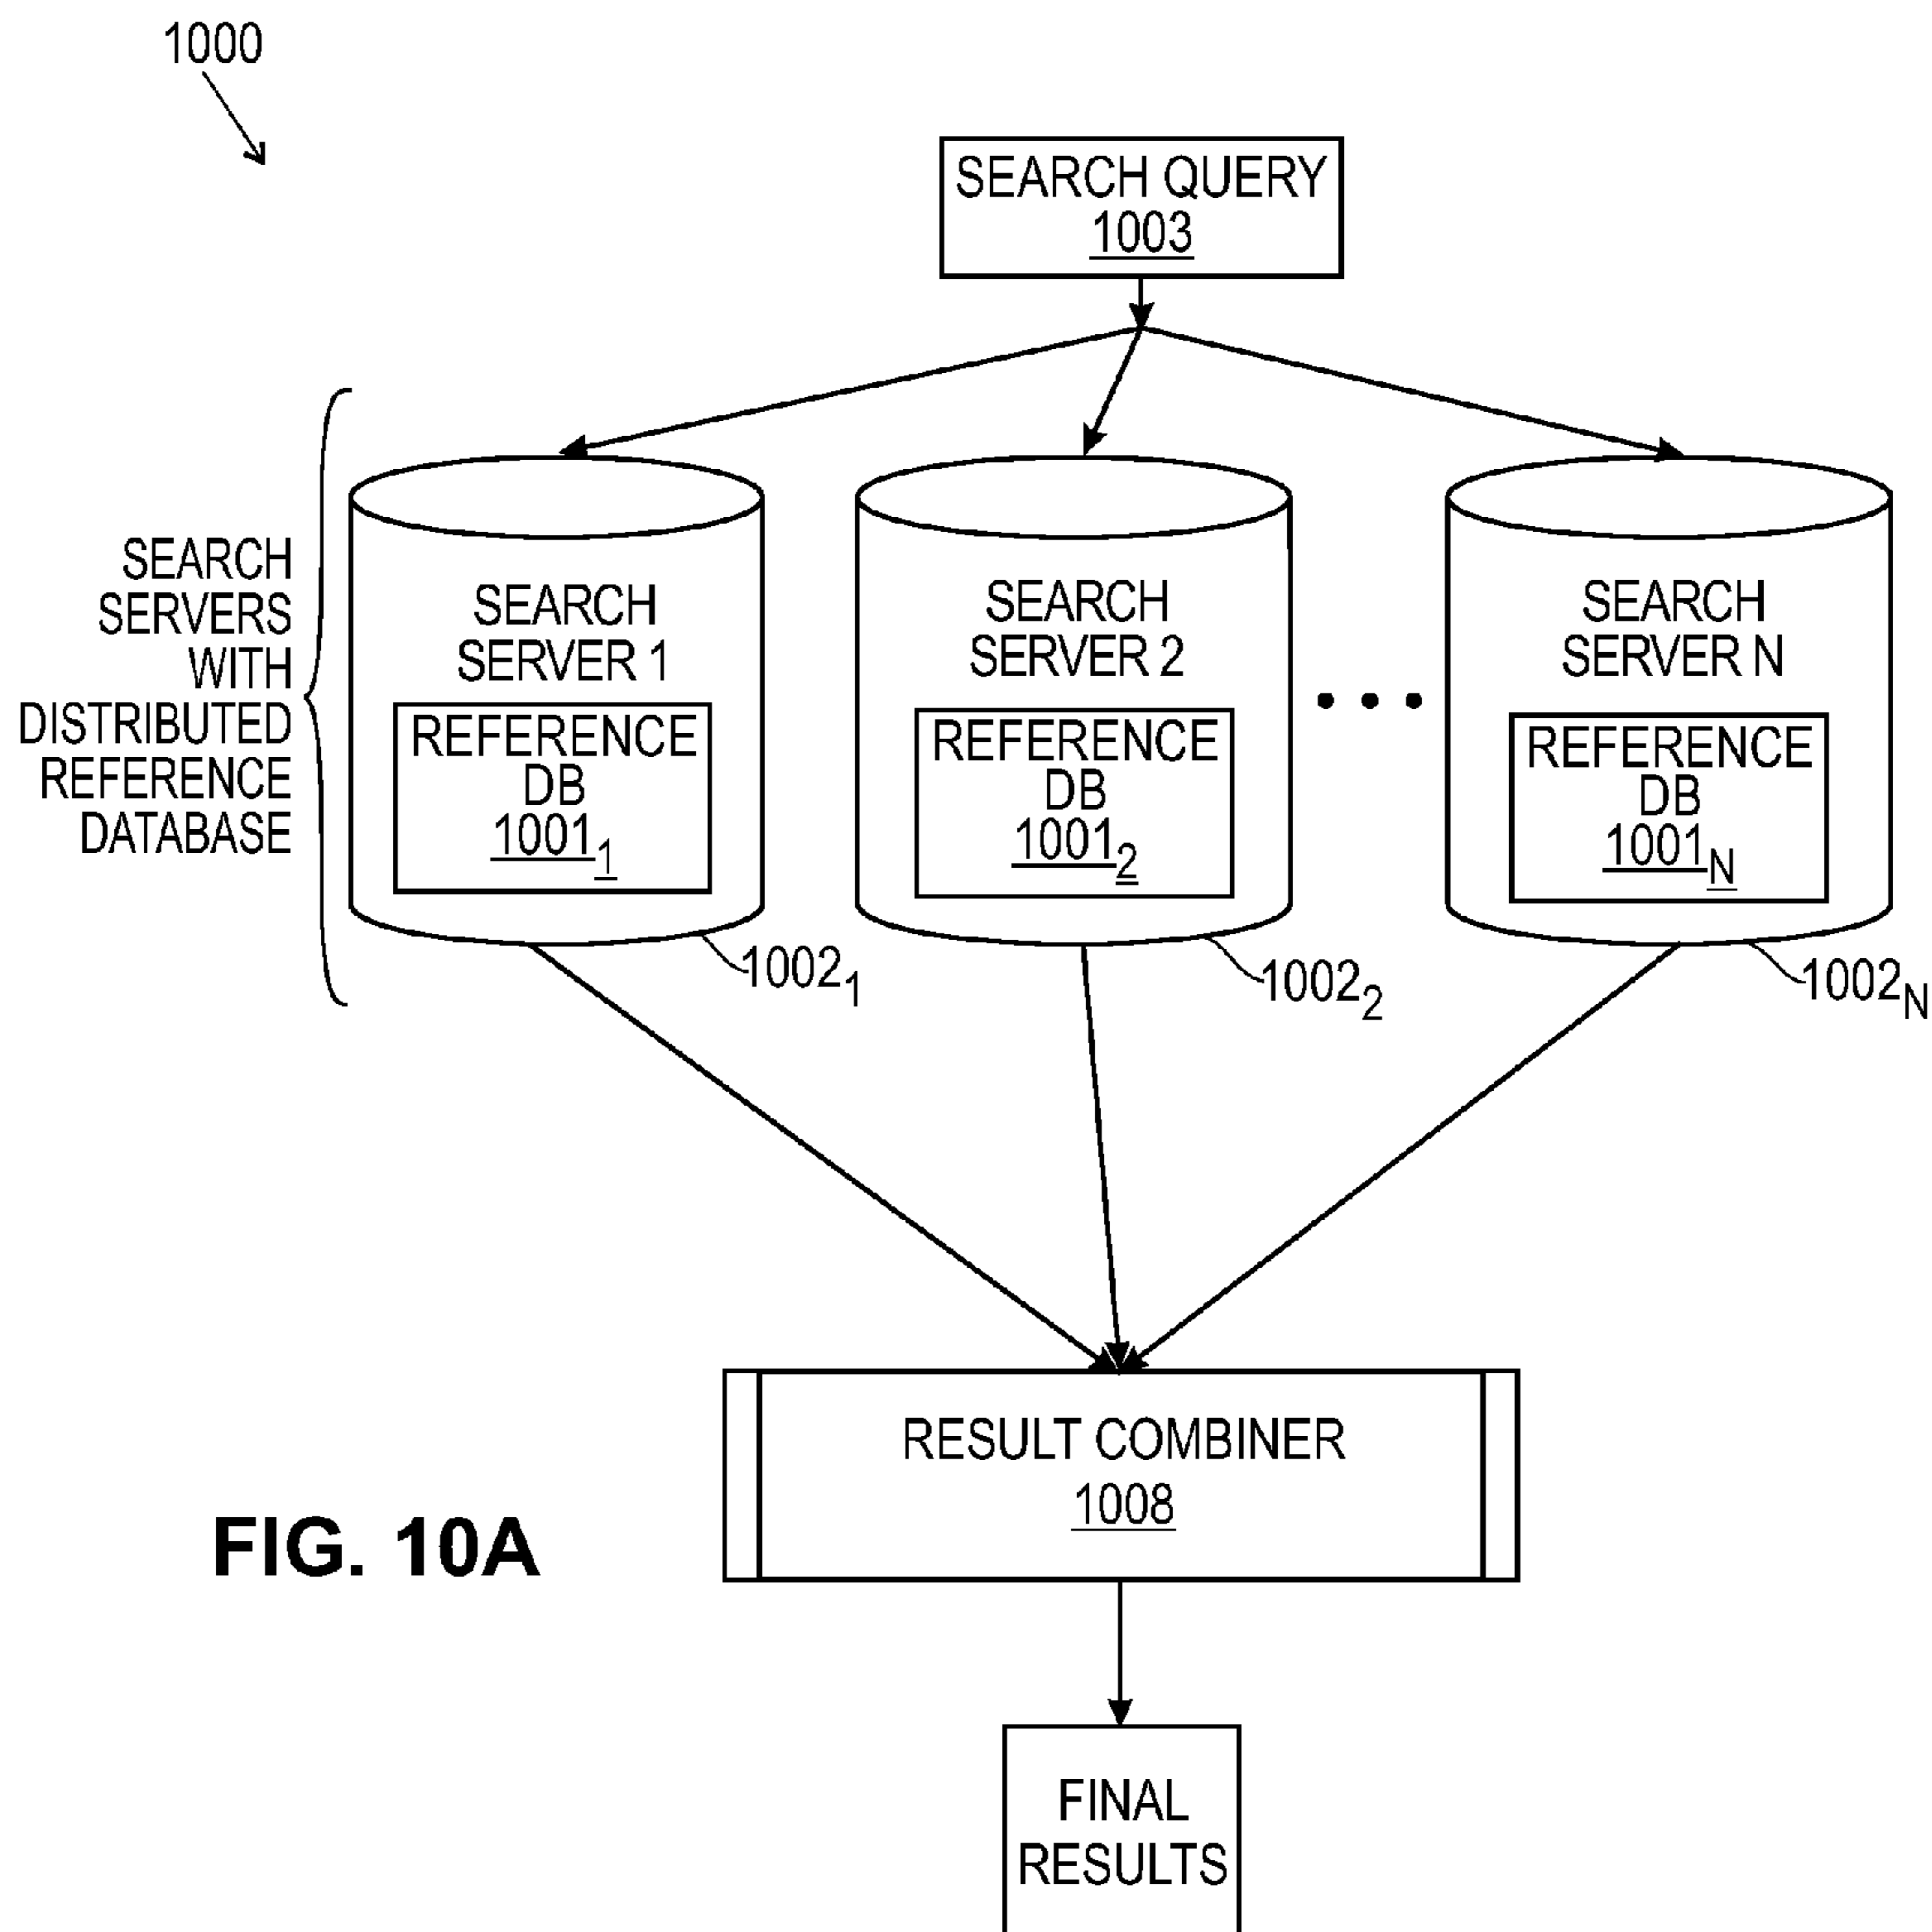 1000
SEARCH QUERY
1003
SEARCH
SERVERS
WITH
DISTRIBUTED
REFERENCE
DATABASE
SEARCH
SERVER 1
REFERENCE
DB
1001₁
1002₁
SEARCH
SERVER 2
REFERENCE
DB
1001₂
1002₂
SEARCH
SERVER N
REFERENCE
DB
1001N
1002N
RESULT COMBINER
1008
FIG. 10A
FINAL
RESULTS